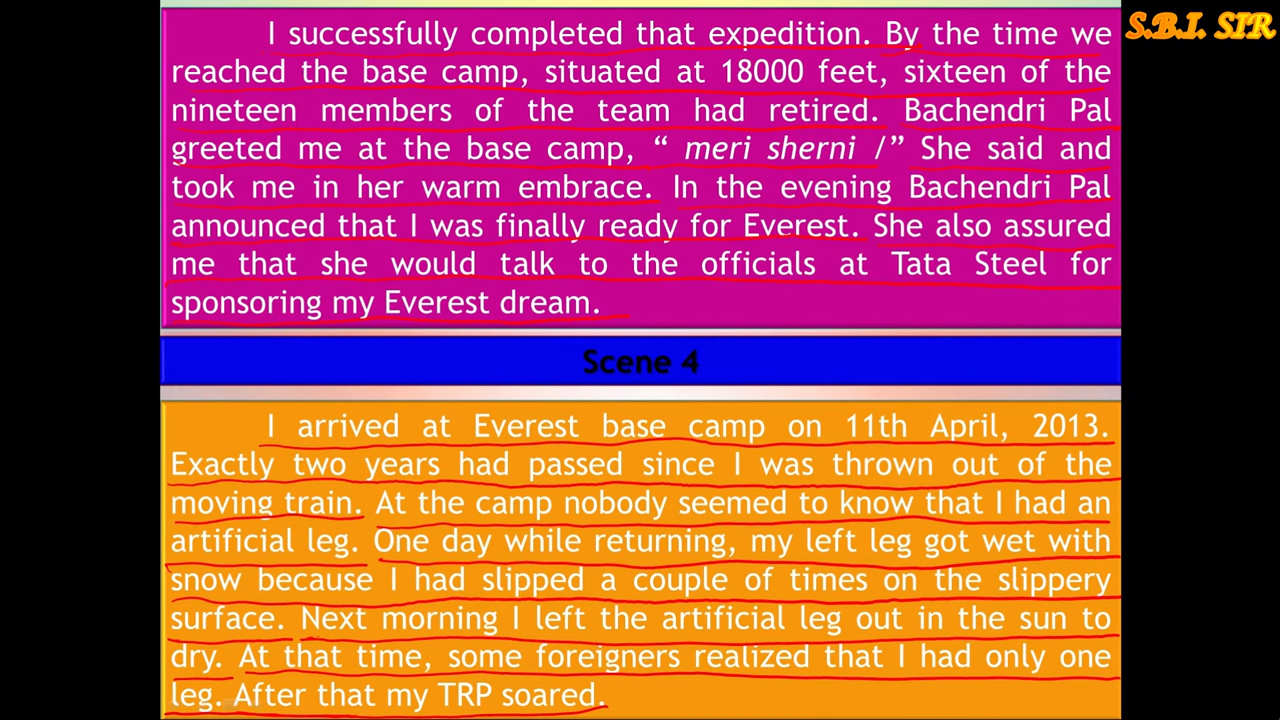 S.B.I. SIR
I successfully completed that expedition. By the time we
reached the base camp, situated at 18000 feet, sixteen of the
nineteen members of the team had retired. Bachendri Pal
greeted me at the base camp, “ meri sherni /” She said and
took me in her warm embrace. In the evening Bachendri Pal
announced that I was finally ready for Everest. She also assured
me that she would talk to the officials at Tata Steel for
sponsoring my Everest dream.
Scene 4
I arrived at Everest base camp on 11th April, 2013.
Exactly two years had passed since I was thrown out of the
moving train. At the camp nobody seemed to know that I had an
artificial leg. One day while returning, my left leg got wet with
snow because I had slipped a couple of times on the slippery
surface. Next morning I left the artificial leg out in the sun to
dry. At that time, some foreigners realized that I had only one
leg. After that my TRP soared.